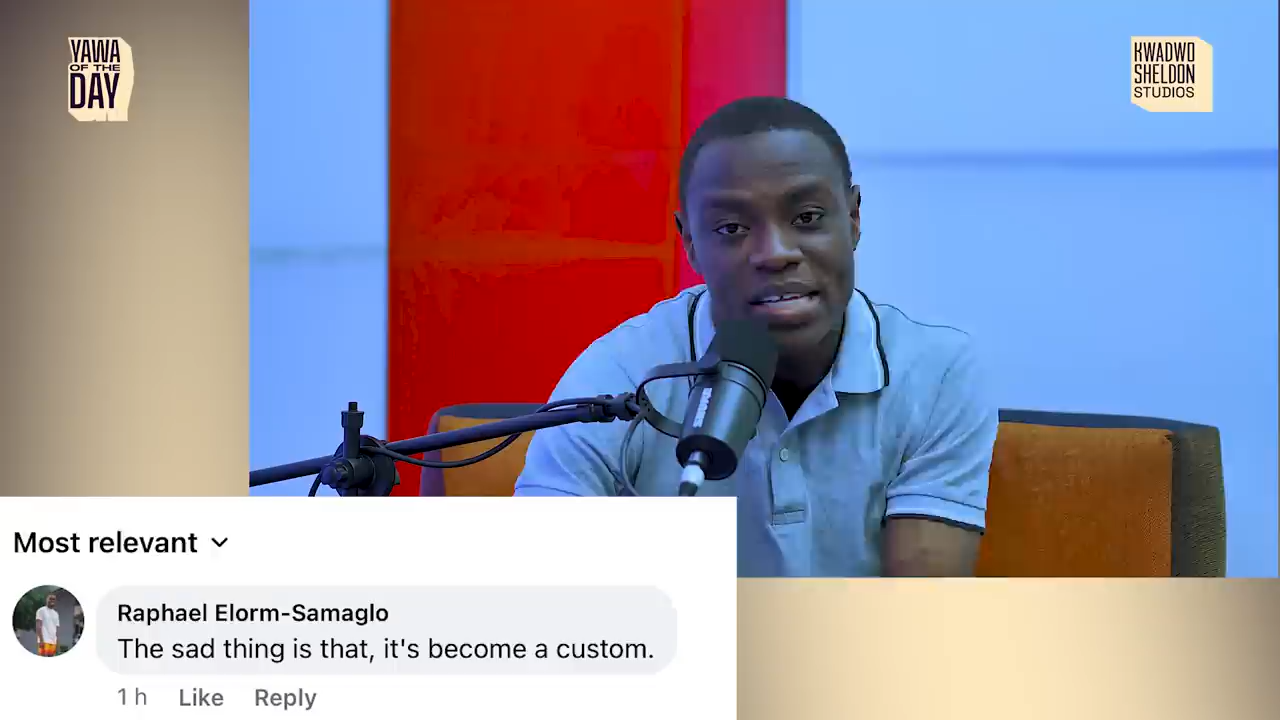 YAWA
OF THE
DAY
KWADWO
SHELDON
STUDIOS
Most relevant
Raphael Elorm-Samaglo
The sad thing is that, it's become a custom.
1 h Like Reply